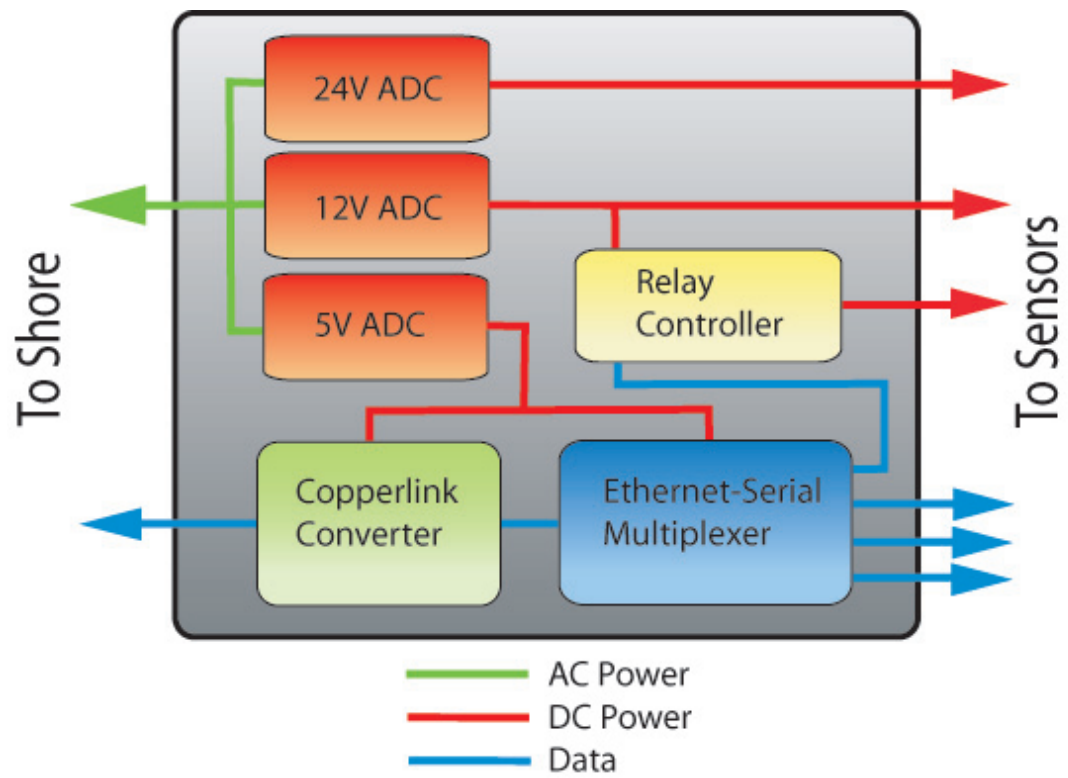 24V ADC
12V ADC
5V ADC
Relay
Controller
To Shore
To Sensors
Copperlink
Converter
Ethernet-Serial
Multiplexer
AC Power
DC Power
Data